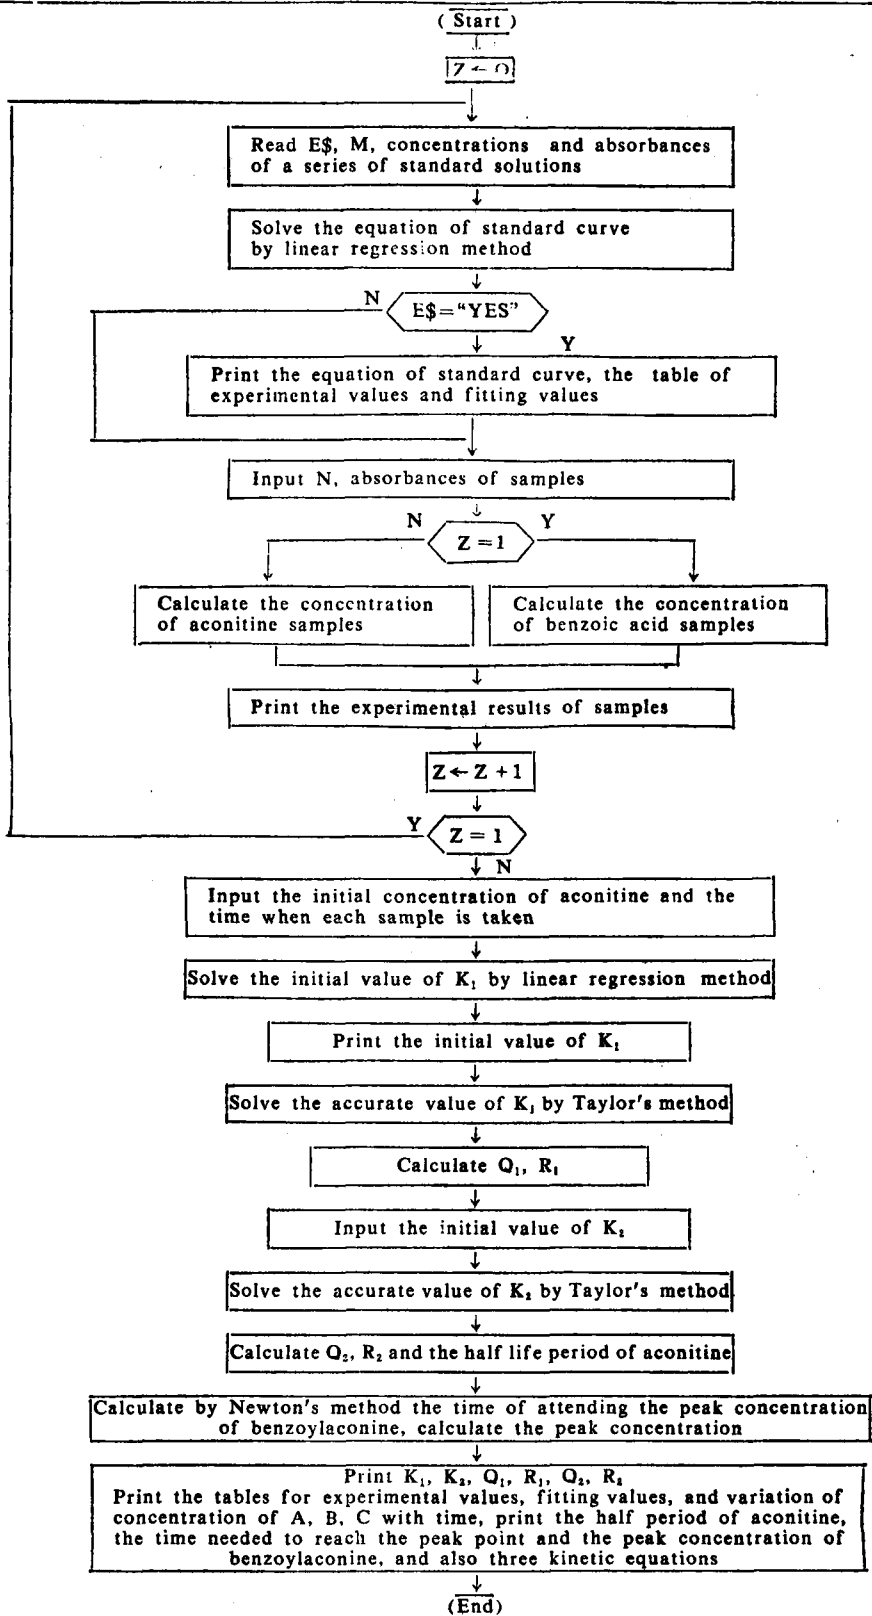 (Start)
Z ← 0
Read E$, M, concentrations and absorbances
of a series of standard solutions
Solve the equation of standard curve
by linear regression method
N
E$="YES"
Y
Print the equation of standard curve, the table of
experimental values and fitting values
Input N, absorbances of samples
N
Y
Z = 1
Calculate the concentration
of aconitine samples
Calculate the concentration
of benzoic acid samples
Print the experimental results of samples
Z ← Z + 1
Y
Z = 1
N
Input the initial concentration of aconitine and the
time when each sample is taken
Solve the initial value of K₁ by linear regression method
Print the initial value of K₁
Solve the accurate value of K₁ by Taylor's method
Calculate Q₁, R₁
Input the initial value of K₂
Solve the accurate value of K₂ by Taylor's method
Calculate Q₂, R₂ and the half life period of aconitine
Calculate by Newton's method the time of attending the peak concentration
of benzoylaconine, calculate the peak concentration
Print K₁, K₂, Q₁, R₁, Q₂, R₂
Print the tables for experimental values, fitting values, and variation of
concentration of A, B, C with time, print the half period of aconitine,
the time needed to reach the peak point and the peak concentration of
benzoylaconine, and also three kinetic equations
(End)